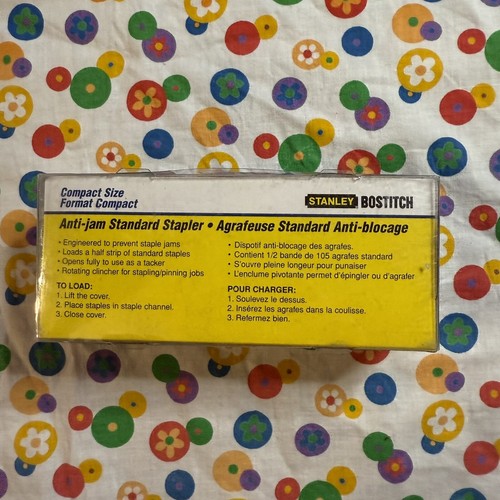 Compact Size
Format Compact
STANLEY BOSTITCH
Anti-jam Standard Stapler • Agrafeuse Standard Anti-blocage
• Engineered to prevent staple jams
• Loads a half strip of standard staples
• Opens fully to use as a tacker
• Rotating clincher for stapling/pinning jobs
TO LOAD:
1. Lift the cover.
2. Place staples in staple channel.
3. Close cover.
• Dispotif anti-blocage des agrafes.
• Contient 1/2 bande de 105 agrafes standard
• S'ouvre pleine longeur pour punaiser
• L'enclume pivotante permet d'épingler ou d'agrafer
POUR CHARGER:
1. Soulevez le dessus.
2. Insérez les agrafes dans la coulisse.
3. Refermez bien.